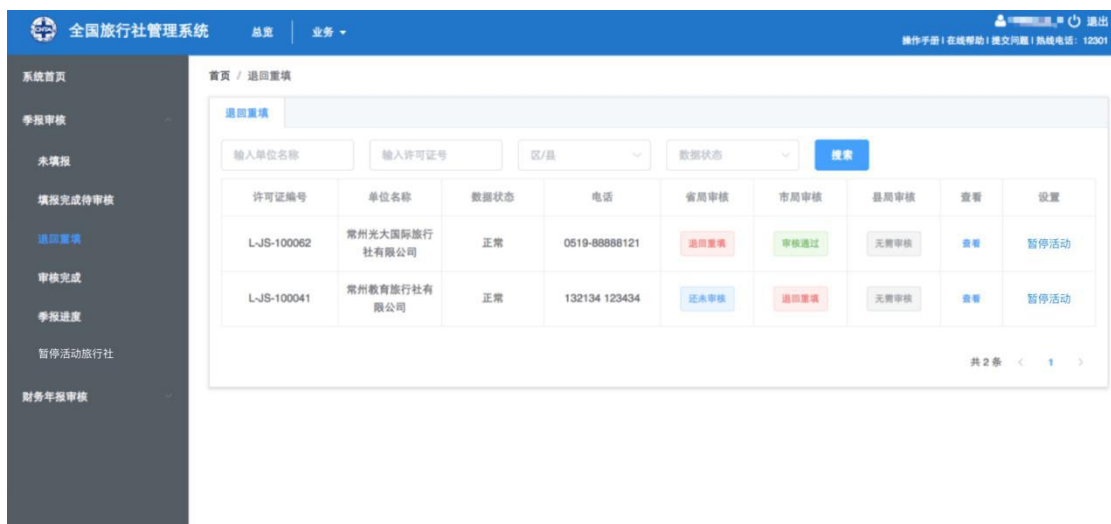 全国旅行社管理系统 总览 业务 退出
操作手册 | 在线帮助 | 提交问题 | 热线电话：12301
系统首页
季报审核
未填报
填报完成待审核
退回重填
审核完成
季报进度
暂停活动旅行社
财务年报审核
首页 / 退回重填
退回重填
输入单位名称 输入许可证号 区/县 数据状态 搜索
许可证编号 单位名称 数据状态 电话 省局审核 市局审核 县局审核 查看 设置
L-JS-100062 常州光大国际旅行 正常 0519-88888121 退回重填 审核通过 无需审核 查看 暂停活动
社有限公司
L-JS-100041 常州教育旅行社有 正常 132134 123434 还未审核 退回重填 无需审核 查看 暂停活动
限公司
共 2 条 < 1 >